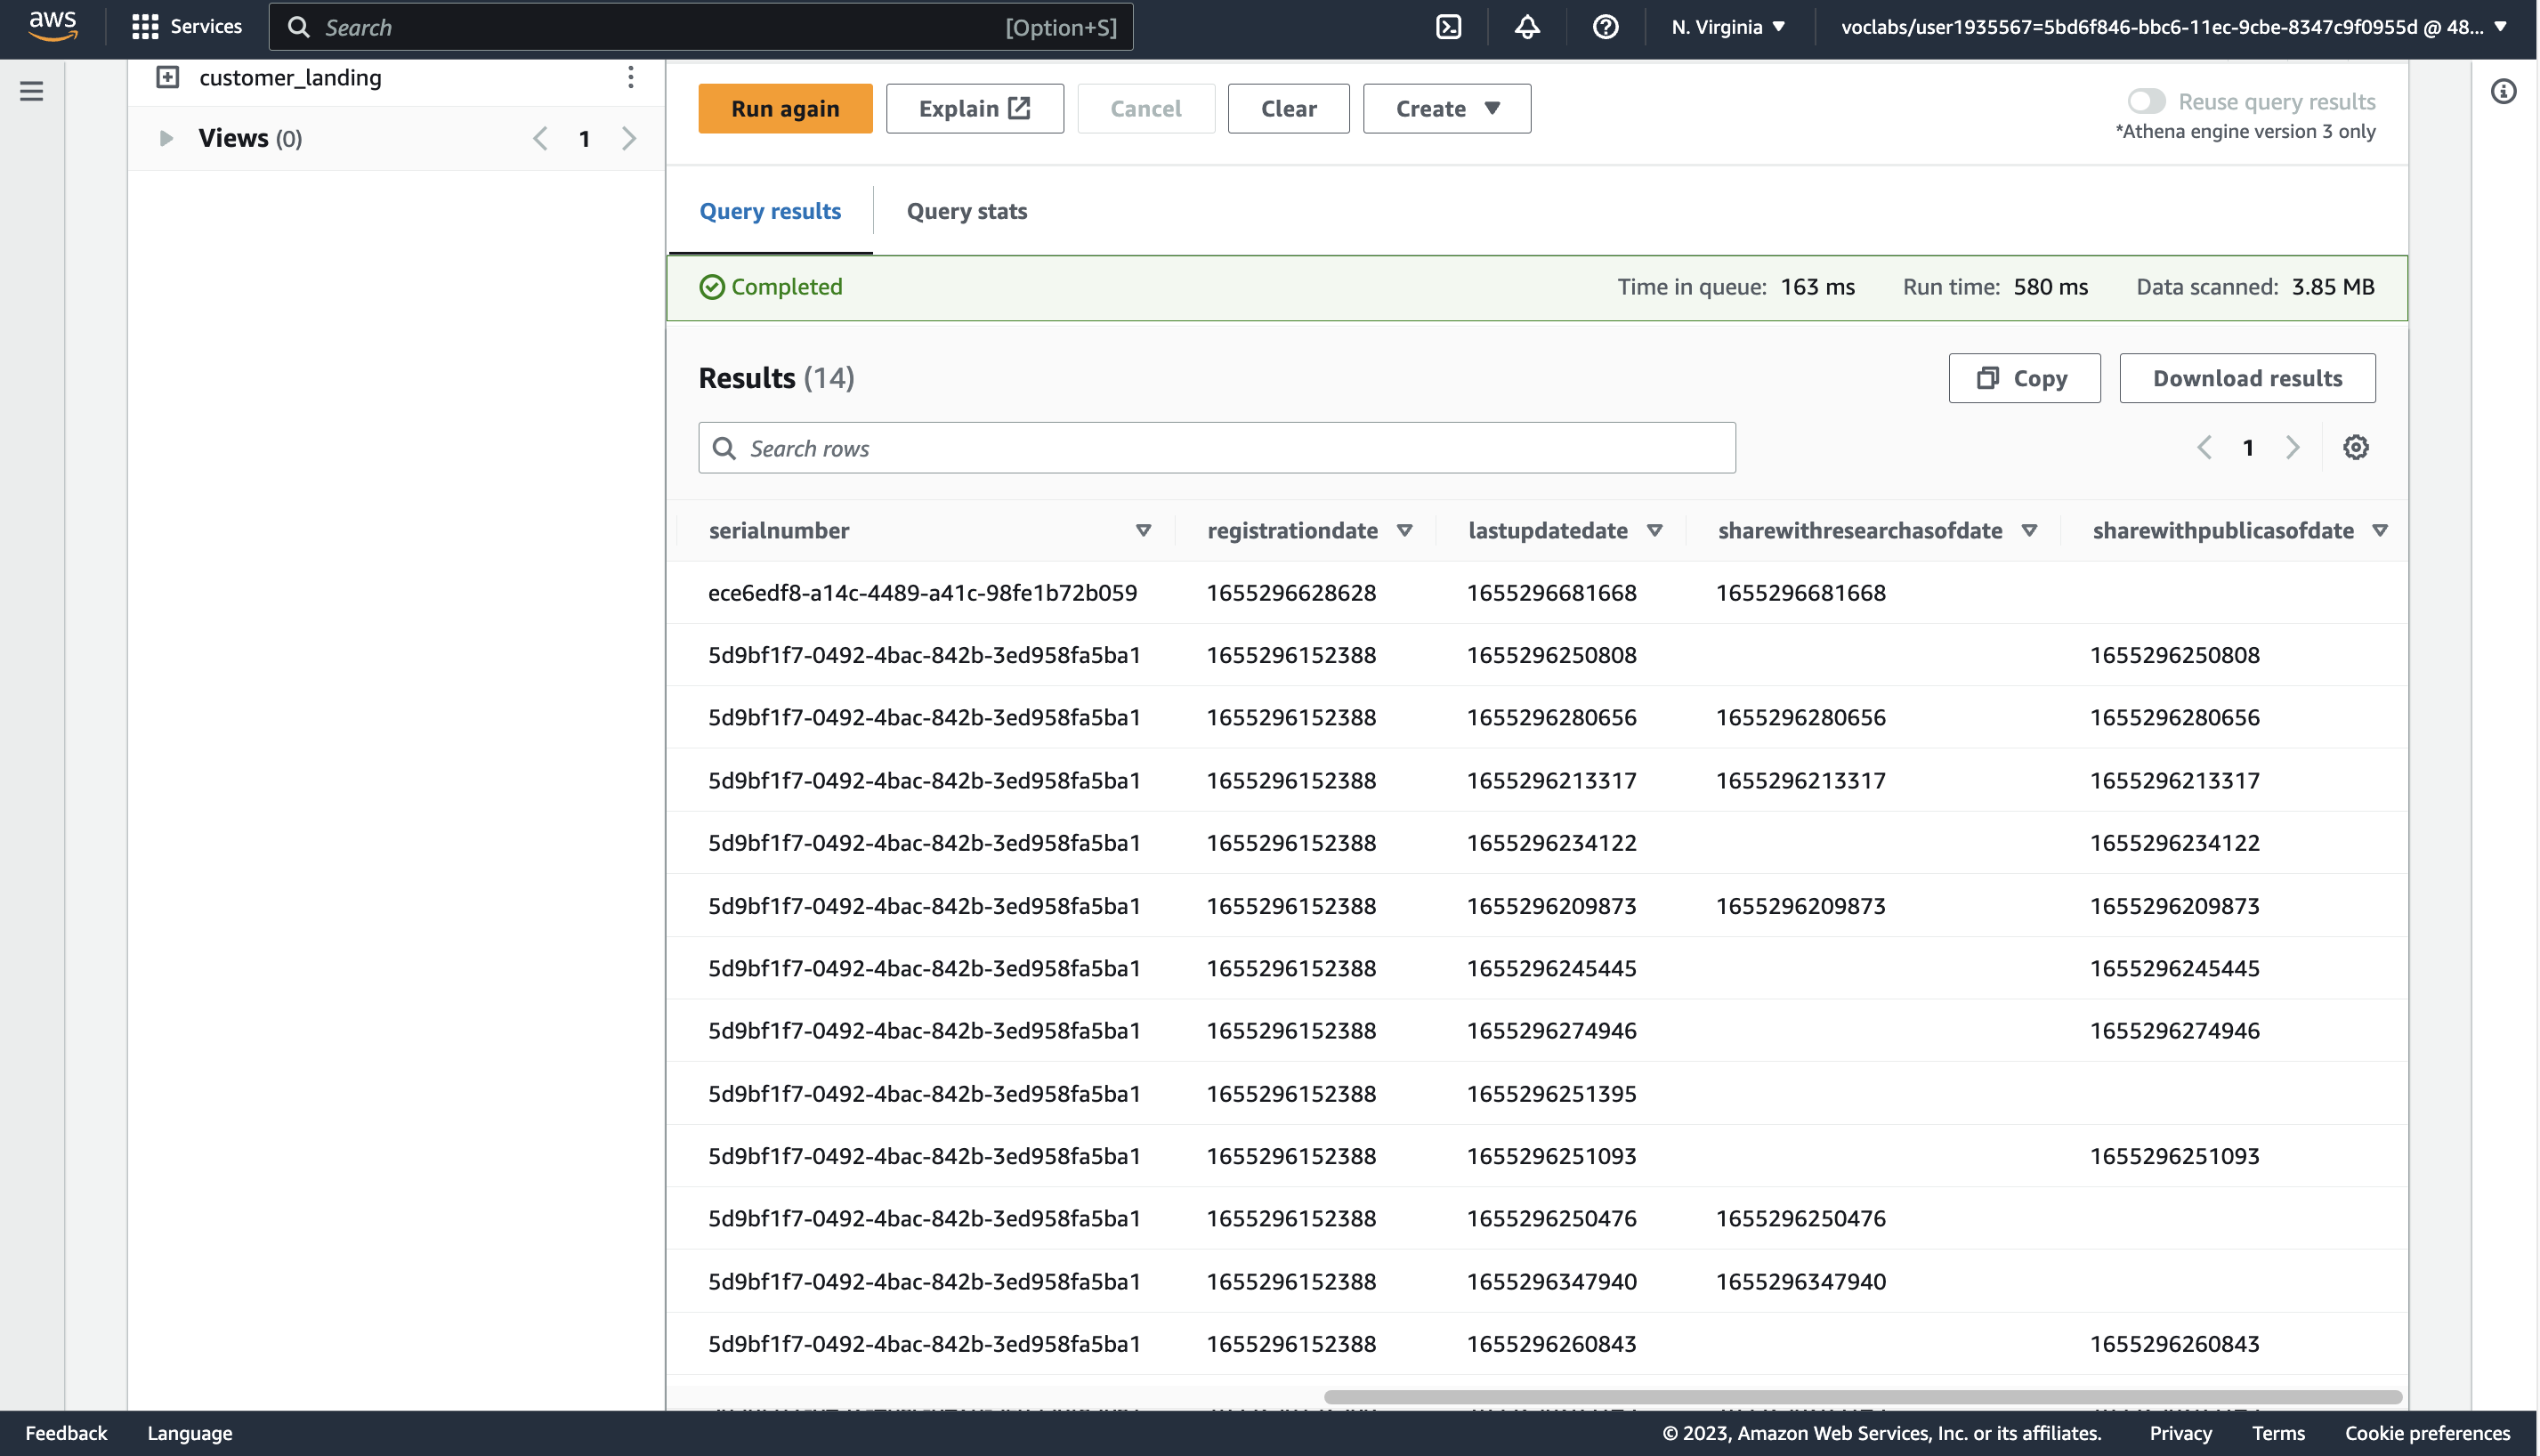 aws
Services
Search
[Option+S]
N. Virginia
voclabs/user1935567=5bd6f846-bbc6-11ec-9cbe-8347c9f0955d @ 48...
customer_landing
Views (0)
1
Run again
Explain
Cancel
Clear
Create
Reuse query results
*Athena engine version 3 only
Query results
Query stats
Completed
Time in queue: 163 ms
Run time: 580 ms
Data scanned: 3.85 MB
Results (14)
Copy
Download results
Search rows
1
serialnumber registrationdate lastupdatedate sharewithresearchasofdate sharewithpublicasofdate
ece6edf8-a14c-4489-a41c-98fe1b72b059 1655296628628 1655296681668 1655296681668
5d9bf1f7-0492-4bac-842b-3ed958fa5ba1 1655296152388 1655296250808 1655296250808
5d9bf1f7-0492-4bac-842b-3ed958fa5ba1 1655296152388 1655296280656 1655296280656 1655296280656
5d9bf1f7-0492-4bac-842b-3ed958fa5ba1 1655296152388 1655296213317 1655296213317 1655296213317
5d9bf1f7-0492-4bac-842b-3ed958fa5ba1 1655296152388 1655296234122 1655296234122
5d9bf1f7-0492-4bac-842b-3ed958fa5ba1 1655296152388 1655296209873 1655296209873 1655296209873
5d9bf1f7-0492-4bac-842b-3ed958fa5ba1 1655296152388 1655296245445 1655296245445
5d9bf1f7-0492-4bac-842b-3ed958fa5ba1 1655296152388 1655296274946 1655296274946
5d9bf1f7-0492-4bac-842b-3ed958fa5ba1 1655296152388 1655296251395
5d9bf1f7-0492-4bac-842b-3ed958fa5ba1 1655296152388 1655296251093 1655296251093
5d9bf1f7-0492-4bac-842b-3ed958fa5ba1 1655296152388 1655296250476 1655296250476
5d9bf1f7-0492-4bac-842b-3ed958fa5ba1 1655296152388 1655296347940 1655296347940
5d9bf1f7-0492-4bac-842b-3ed958fa5ba1 1655296152388 1655296260843 1655296260843
Feedback
Language
© 2023, Amazon Web Services, Inc. or its affiliates.
Privacy
Terms
Cookie preferences